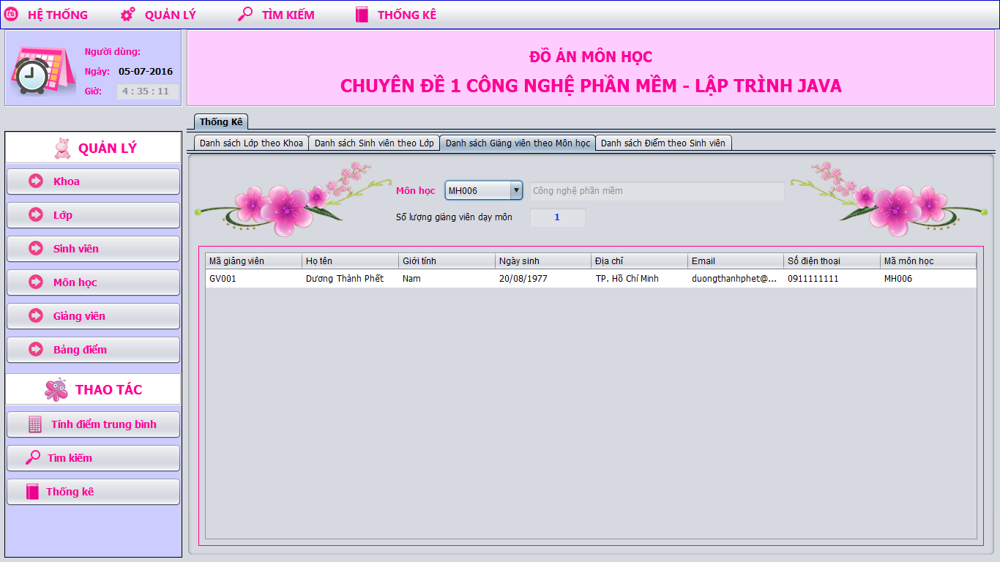 HỆ THỐNG QUẢN LÝ TÌM KIẾM THỐNG KÊ
Người dùng:
Ngày: 05-07-2016
Giờ: 4 : 35 : 11
ĐỒ ÁN MÔN HỌC
CHUYÊN ĐỀ 1 CÔNG NGHỆ PHẦN MỀM - LẬP TRÌNH JAVA
QUẢN LÝ
Khoa
Lớp
Sinh viên
Môn học
Giảng viên
Bảng điểm
THAO TÁC
Tính điểm trung bình
Tìm kiếm
Thống kê
Thống Kê
Danh sách Lớp theo Khoa Danh sách Sinh viên theo Lớp Danh sách Giảng viên theo Môn học Danh sách Điểm theo Sinh viên
Môn học MH006 Công nghệ phần mềm
Số lượng giảng viên dạy môn 1
Mã giảng viên Họ tên Giới tính Ngày sinh Địa chỉ Email Số điện thoại Mã môn học
GV001 Dương Thành Phết Nam 20/08/1977 TP. Hồ Chí Minh duongthanhphet@... 0911111111 MH006